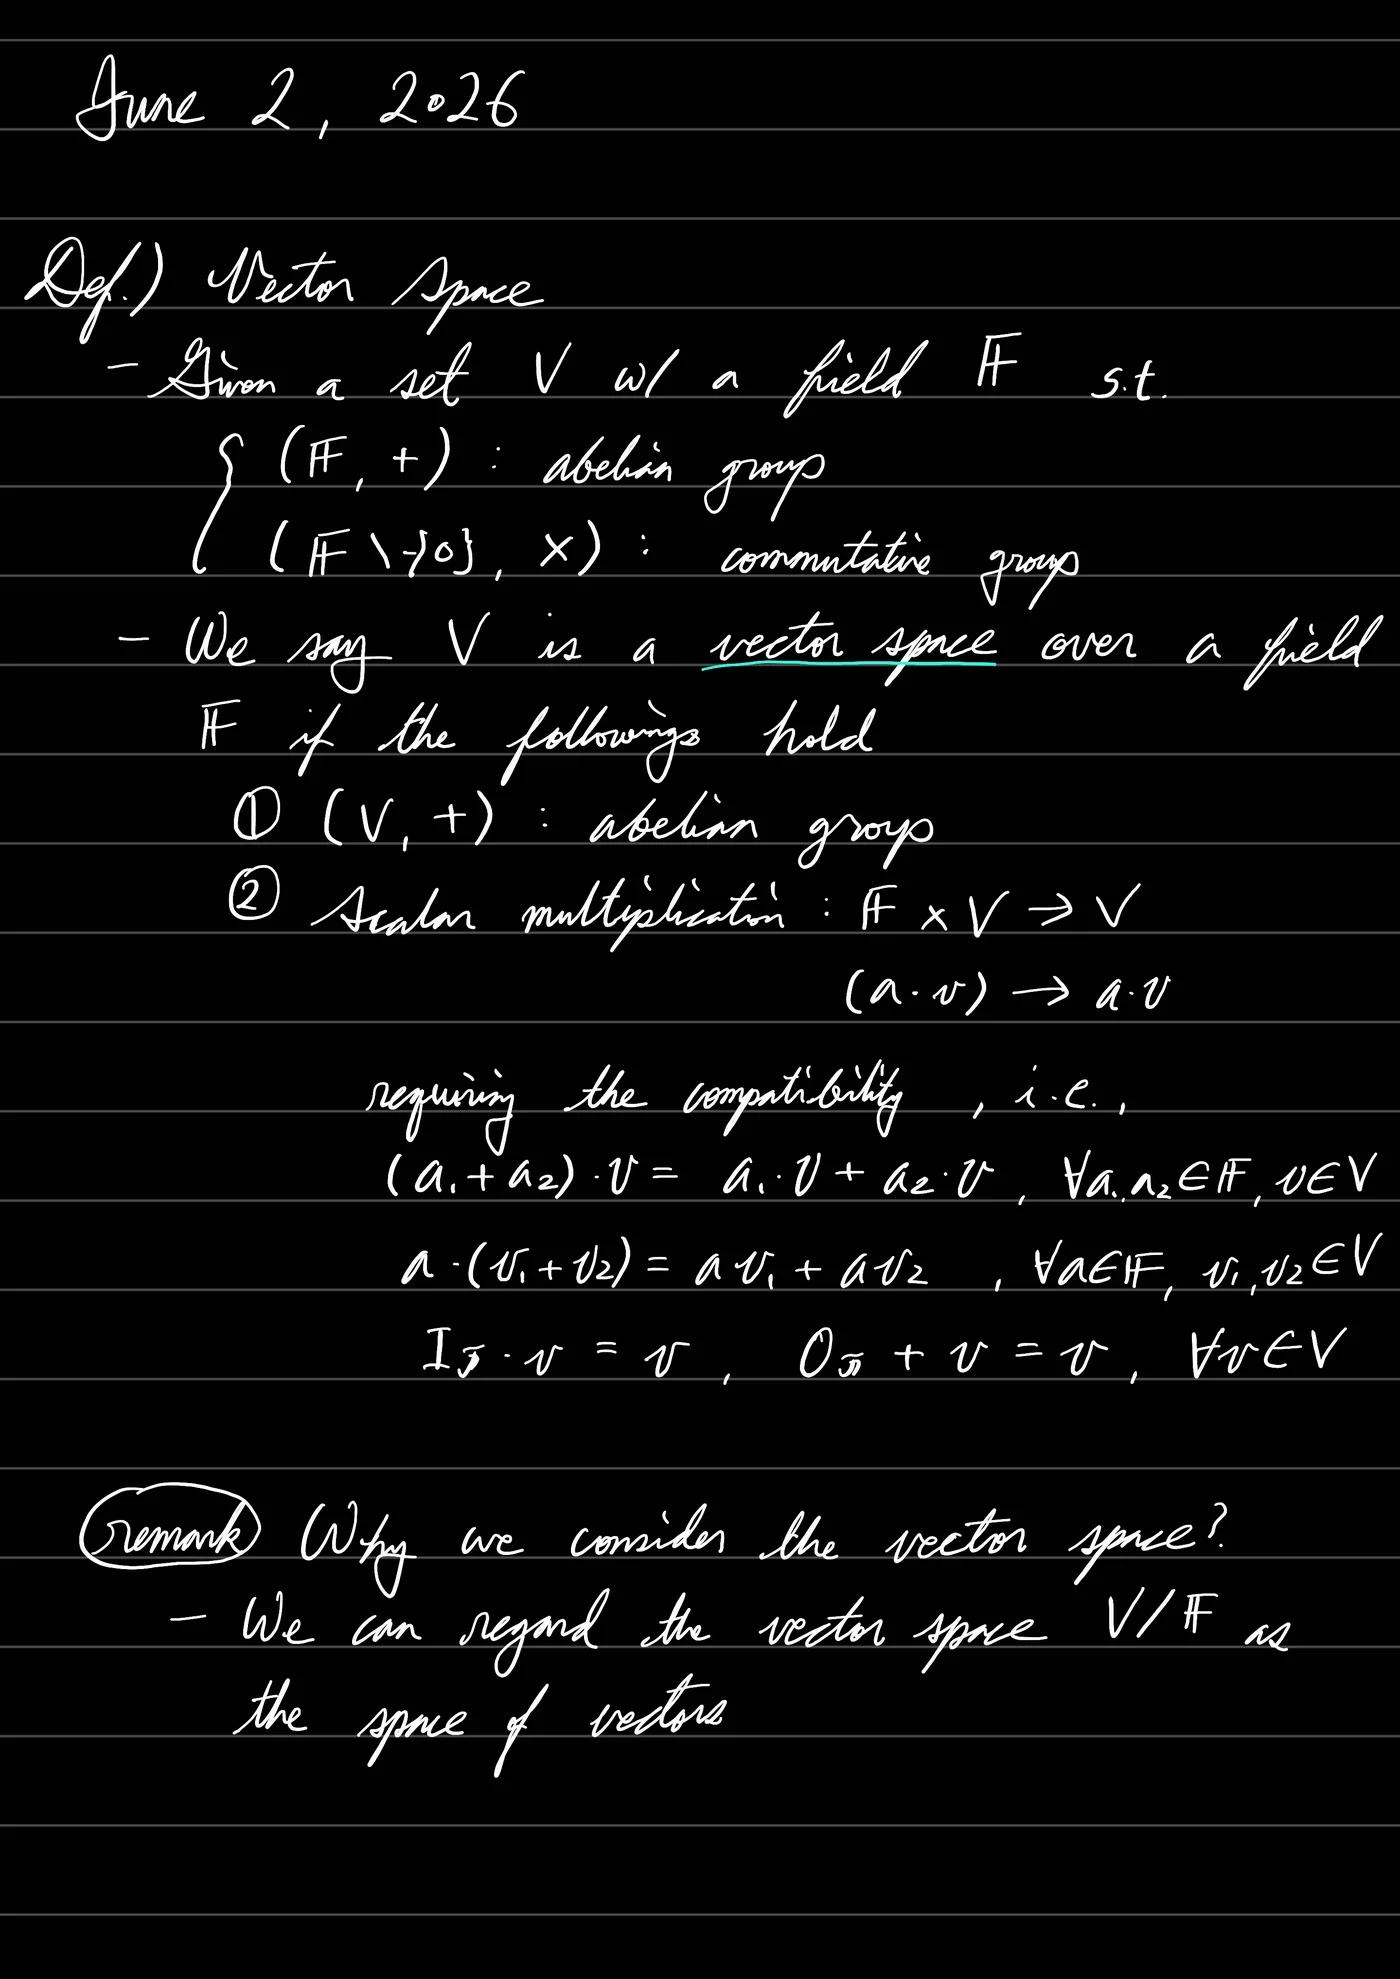 June 2, 2026
Def.) Vector Space
- Given a set V w/ a field 𝔽 s.t.
{ (𝔽, +) : abelian group
(𝔽 \ {0}, ×) : commutative group
- We say V is a vector space over a field
𝔽 if the followings hold
① (V, +) : abelian group
② Scalar multiplication : 𝔽 × V → V
(a · v) → a · v
requiring the compatibility, i.e.,
(a₁ + a₂) · v = a₁ · v + a₂ · v, ∀a₁, a₂ ∈ 𝔽, v ∈ V
a · (v₁ + v₂) = a v₁ + a v₂, ∀a ∈ 𝔽, v₁, v₂ ∈ V
1_𝔽 · v = v, 0_𝔽 + v = v, ∀v ∈ V
remark Why we consider the vector space?
- We can regard the vector space V/𝔽 as
the space of vectors